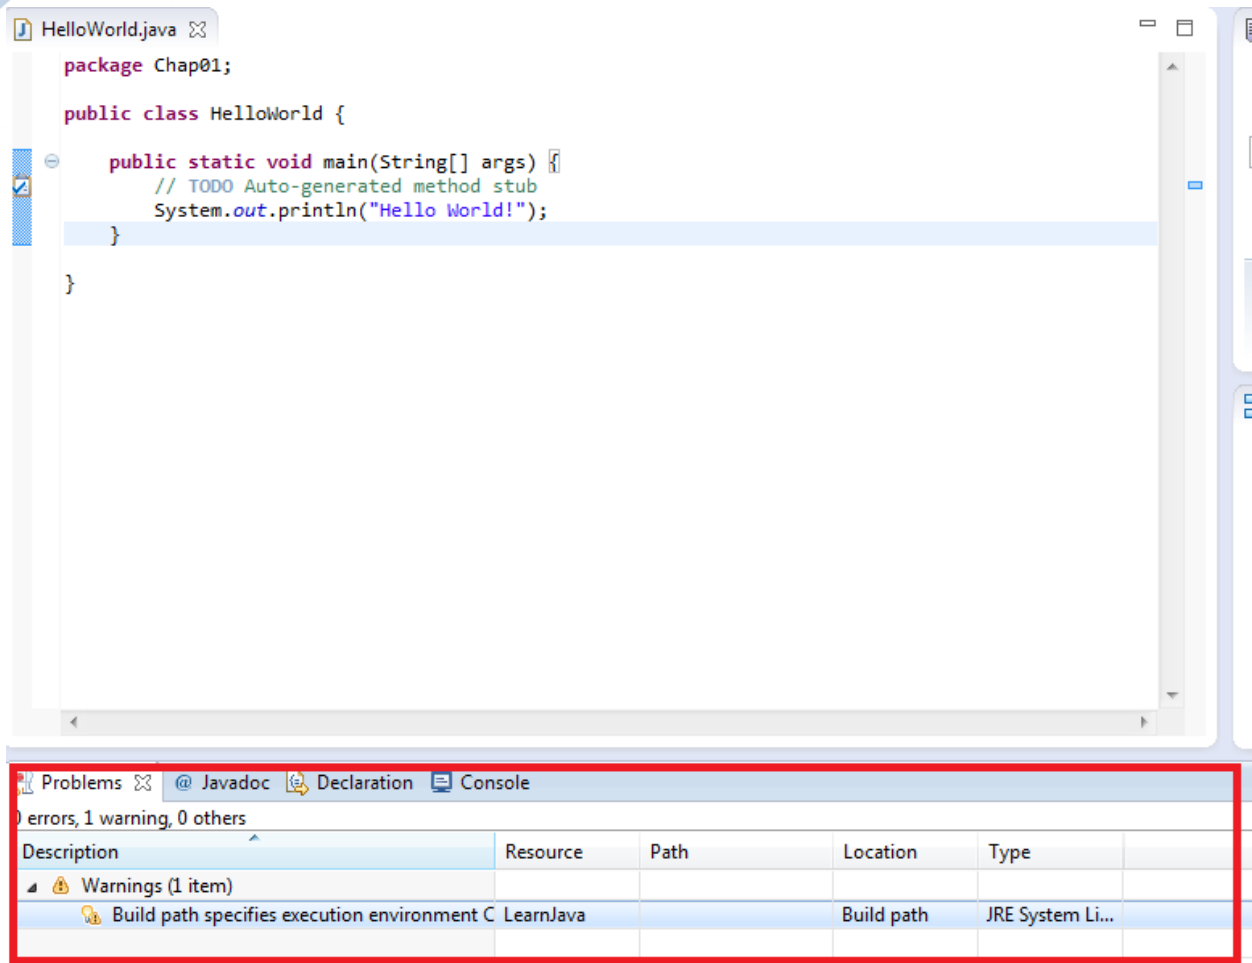 HelloWorld.java
package Chap01;
public class HelloWorld {
public static void main(String[] args) {
// TODO Auto-generated method stub
System.out.println("Hello World!");
}
}
Problems @ Javadoc Declaration Console
0 errors, 1 warning, 0 others
Description Resource Path Location Type
Warnings (1 item)
Build path specifies execution environment C LearnJava Build path JRE System Li...